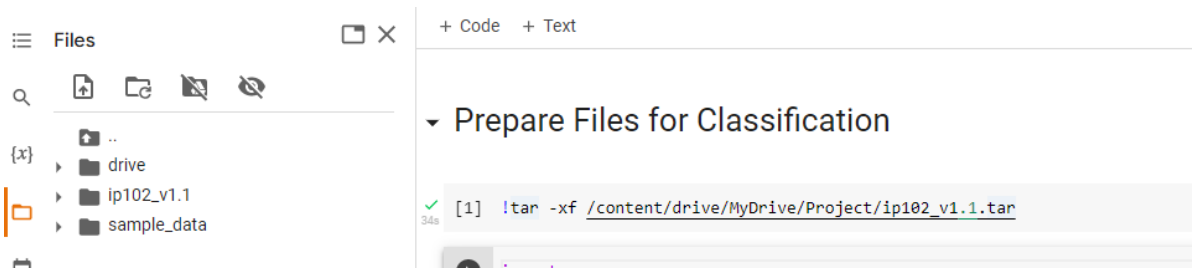 Files
..
drive
ip102_v1.1
sample_data
{x}
+ Code + Text
Prepare Files for Classification
[1] !tar -xf /content/drive/MyDrive/Project/ip102_v1.1.tar
34s